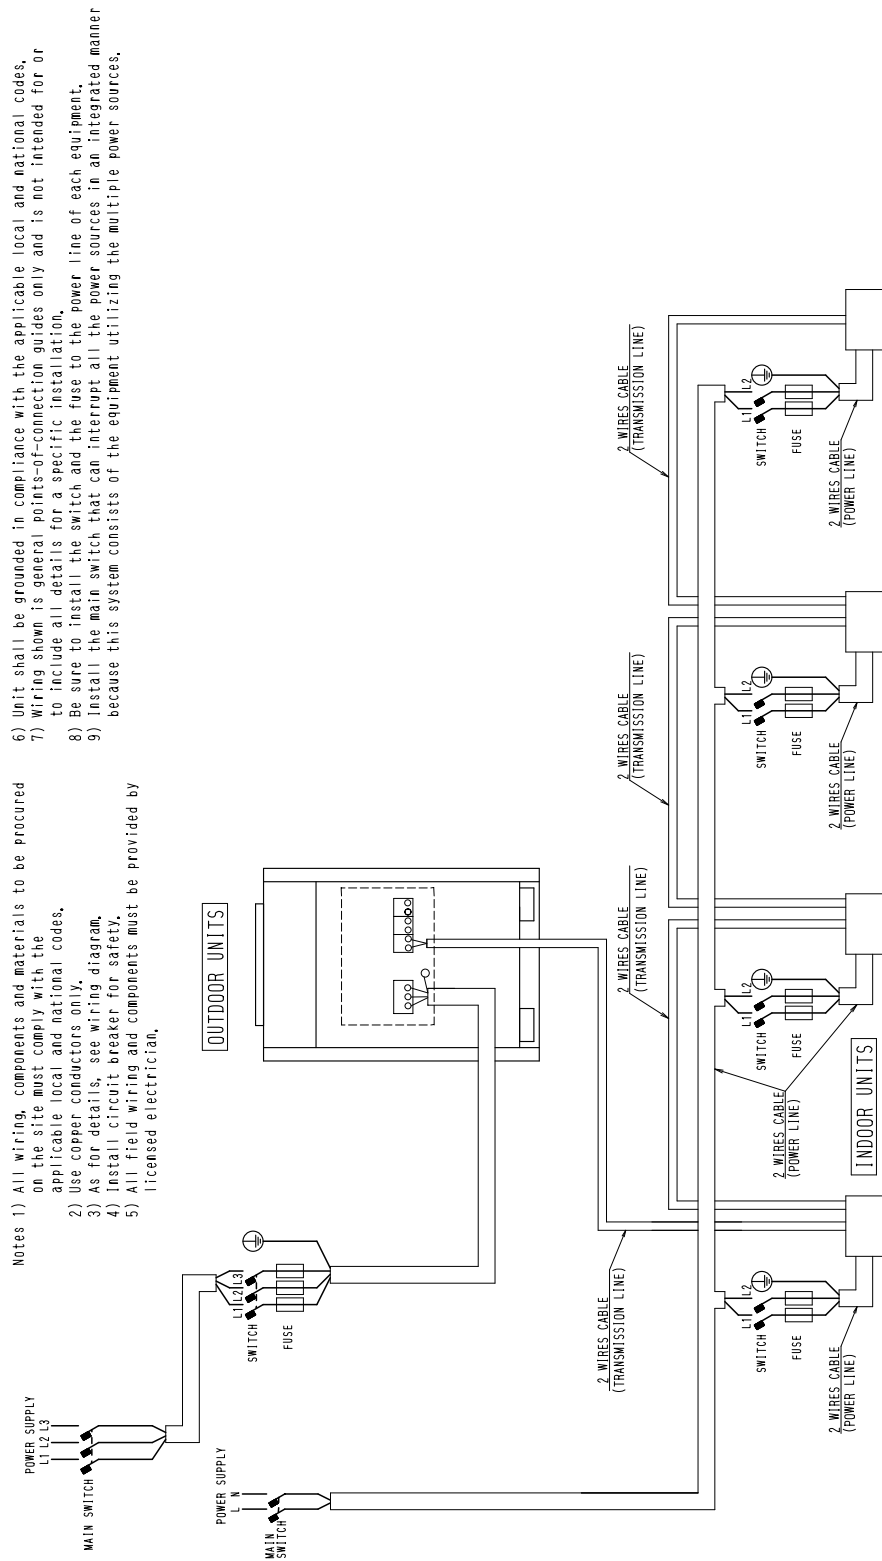 Notes 1) All wiring, components and materials to be procured
on the site must comply with the
applicable local and national codes.
2) Use copper conductors only.
3) As for details, see wiring diagram.
4) Install circuit breaker for safety.
5) All field wiring and components must be provided by
licensed electrician.
6) Unit shall be grounded in compliance with the applicable local and national codes.
7) Wiring shown is general points-of-connection guides only and is not intended for or
to include all details for a specific installation.
8) Be sure to install the switch and the fuse to the power line of each equipment.
9) Install the main switch that can interrupt all the power sources in an integrated manner
because this system consists of the equipment utilizing the multiple power sources.
POWER SUPPLY
L1 L2 L3
MAIN SWITCH
L1 L2 L3
SWITCH
FUSE
OUTDOOR UNITS
POWER SUPPLY
L N
MAIN
SWITCH
2 WIRES CABLE
(TRANSMISSION LINE)
2 WIRES CABLE
(TRANSMISSION LINE)
2 WIRES CABLE
(TRANSMISSION LINE)
2 WIRES CABLE
(TRANSMISSION LINE)
L1 L2
SWITCH
FUSE
2 WIRES CABLE
(POWER LINE)
2 WIRES CABLE
(POWER LINE)
L1 L2
SWITCH
FUSE
L1 L2
SWITCH
FUSE
2 WIRES CABLE
(POWER LINE)
L1 L2
SWITCH
FUSE
2 WIRES CABLE
(POWER LINE)
INDOOR UNITS